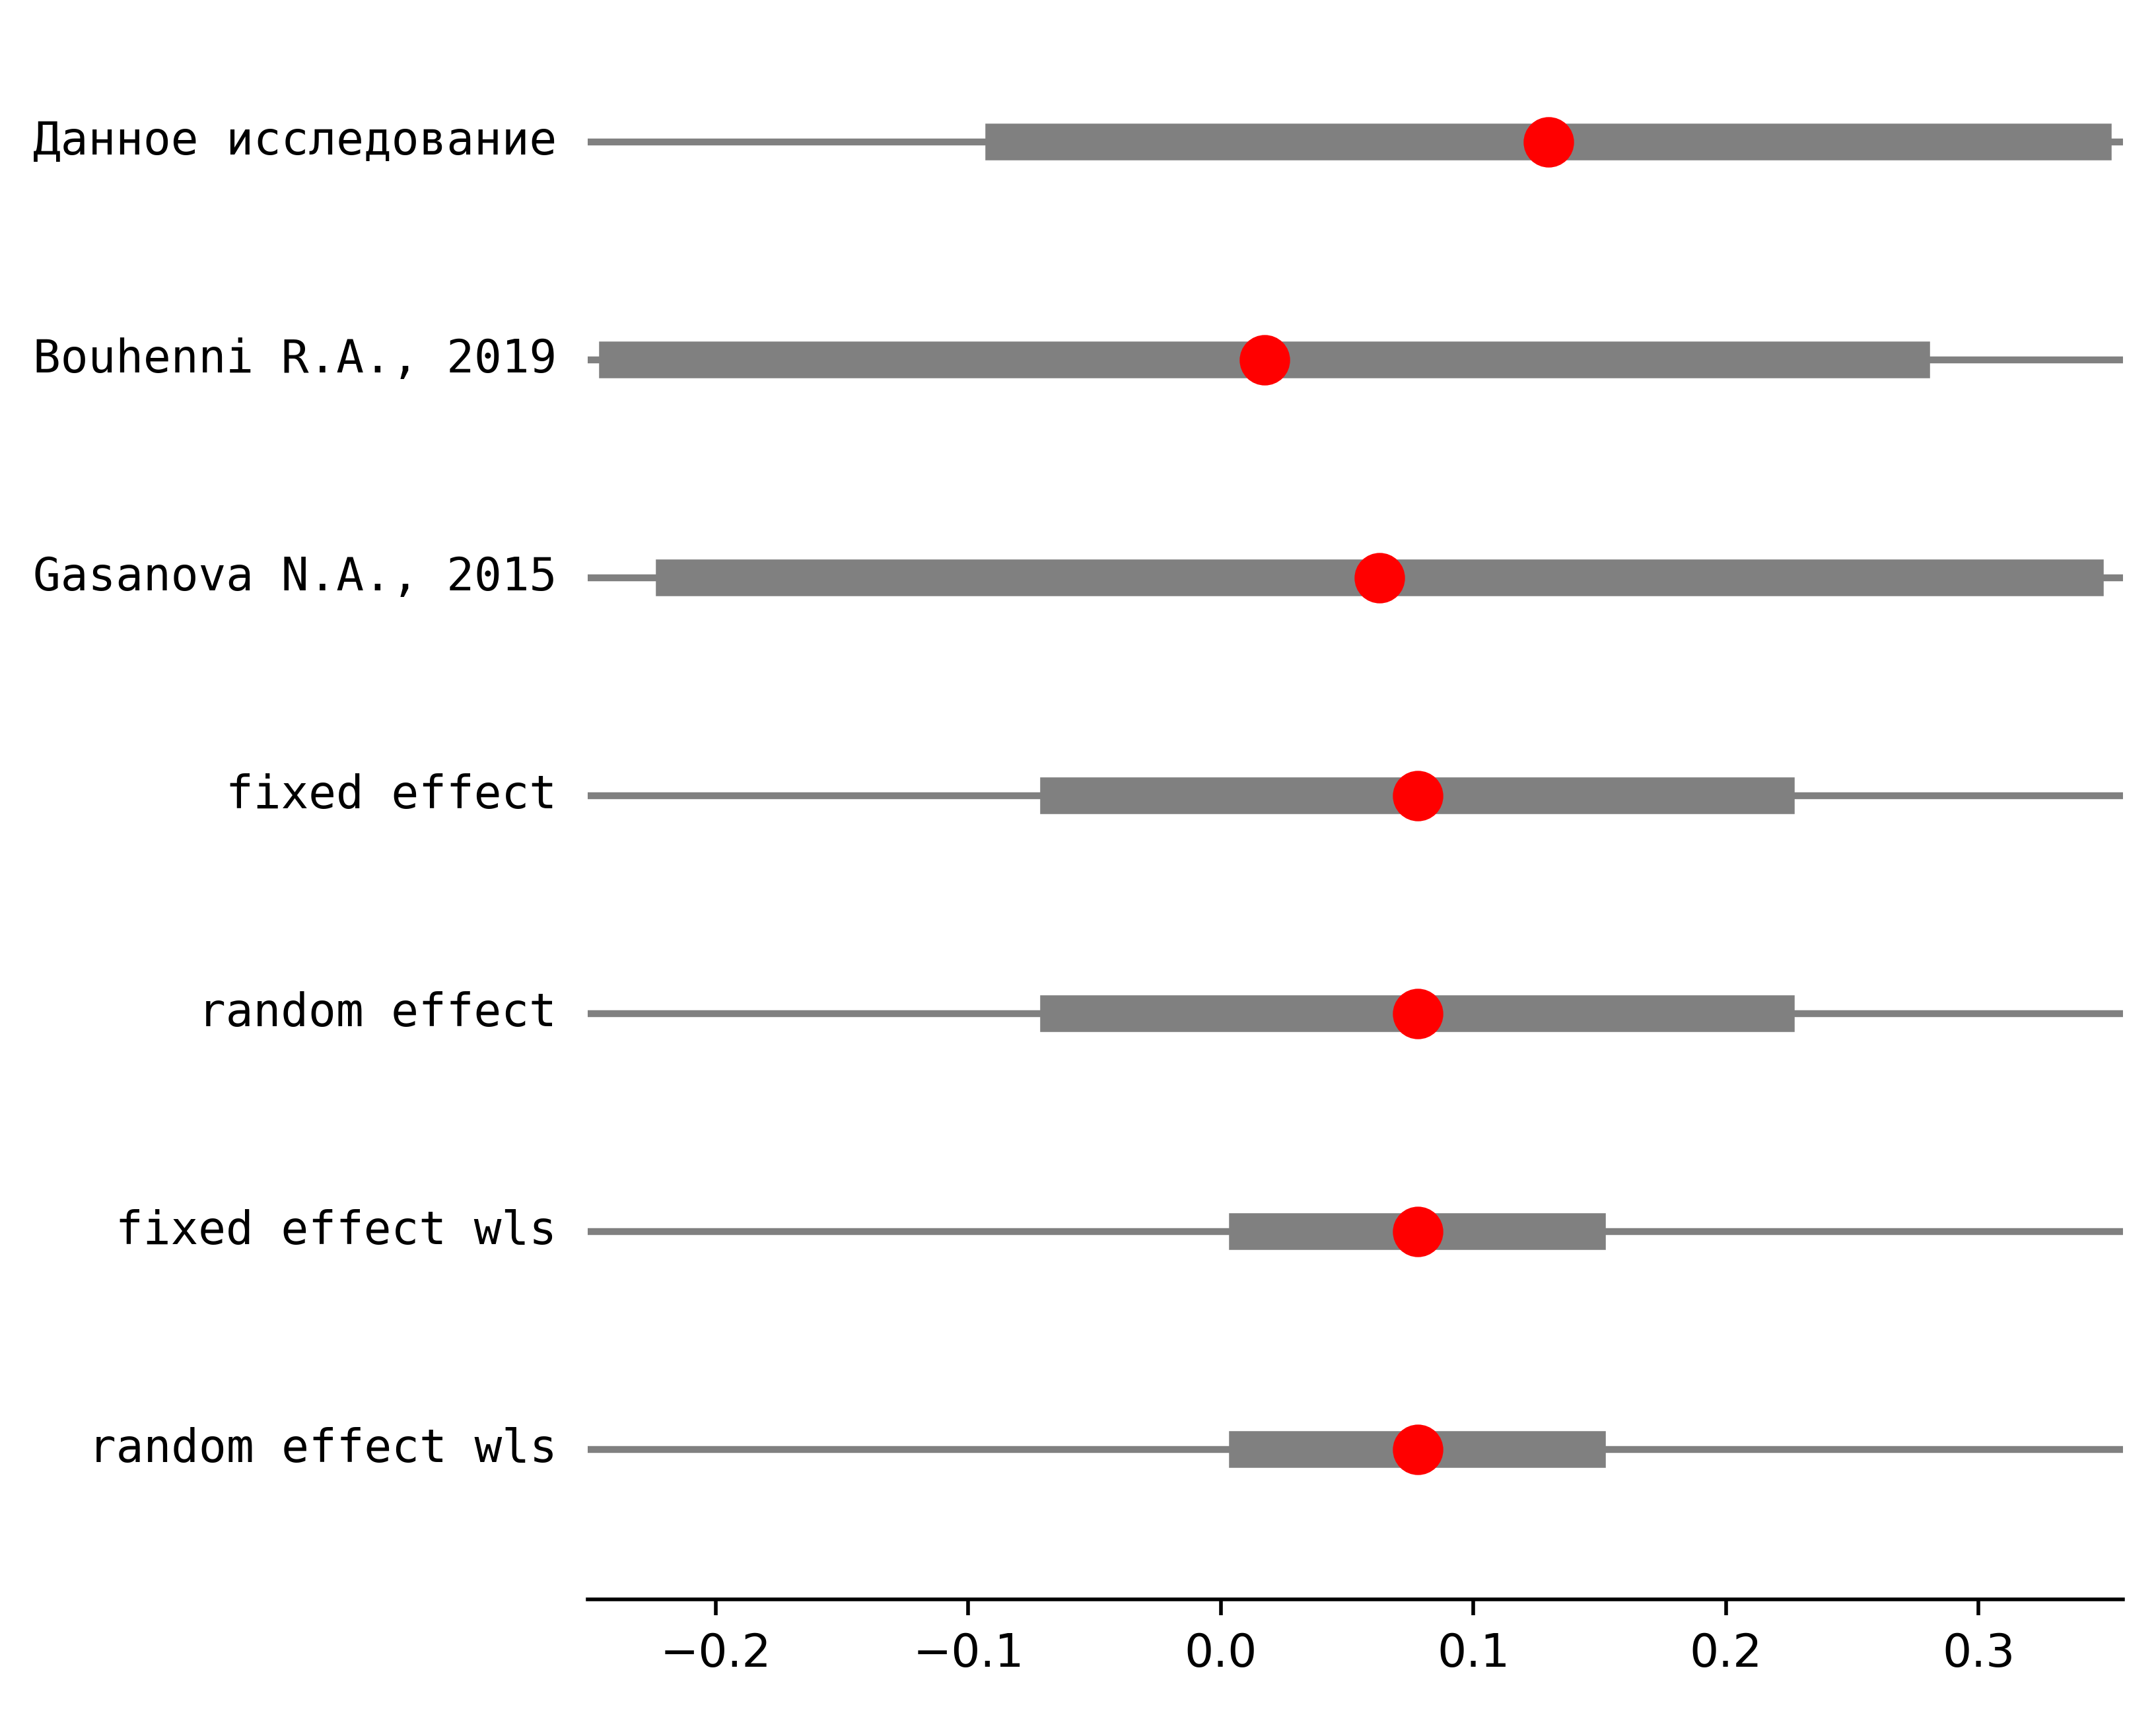 Данное исследование
Bouhenni R.A., 2019
Gasanova N.A., 2015
fixed effect
random effect
fixed effect wls
random effect wls
−0.2 −0.1 0.0 0.1 0.2 0.3